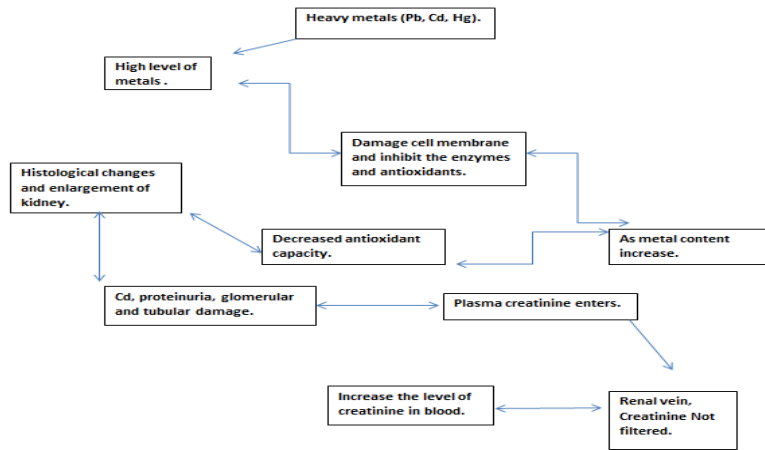 Heavy metals (Pb, Cd, Hg).
High level of
metals .
Damage cell membrane
and inhibit the enzymes
and antioxidants.
Histological changes
and enlargement of
kidney.
Decreased antioxidant
capacity.
As metal content
increase.
Cd, proteinuria, glomerular
and tubular damage.
Plasma creatinine enters.
Increase the level of
creatinine in blood.
Renal vein,
Creatinine Not
filtered.